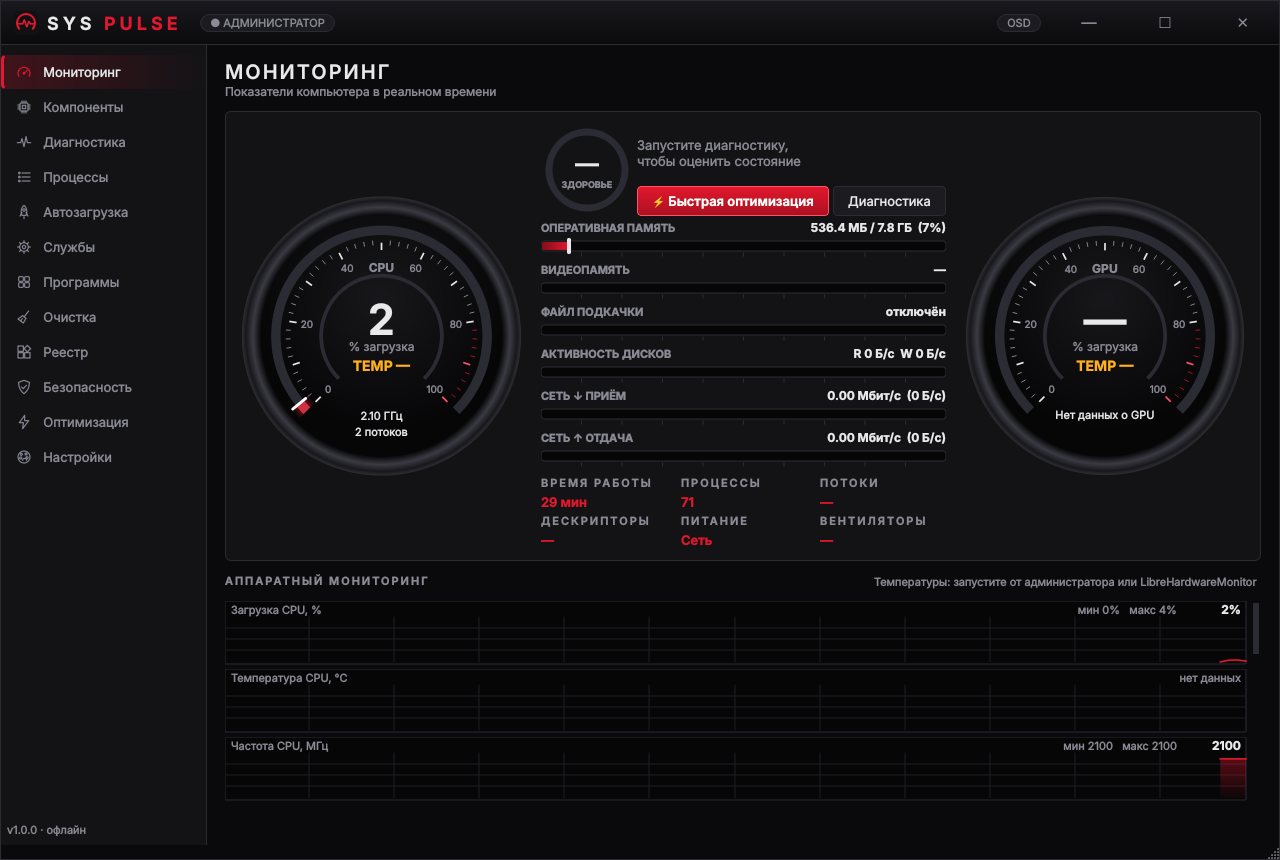 SYS PULSE
АДМИНИСТРАТОР
OSD
Мониторинг
Компоненты
Диагностика
Процессы
Автозагрузка
Службы
Программы
Очистка
Реестр
Безопасность
Оптимизация
Настройки
v1.0.0 · офлайн
МОНИТОРИНГ
Показатели компьютера в реальном времени
0 20 40 60 80 100
CPU
2
% загрузка
TEMP —
2.10 ГГц
2 потоков
—
ЗДОРОВЬЕ
Запустите диагностику,
чтобы оценить состояние
⚡ Быстрая оптимизация
Диагностика
ОПЕРАТИВНАЯ ПАМЯТЬ 536.4 МБ / 7.8 ГБ (7%)
ВИДЕОПАМЯТЬ —
ФАЙЛ ПОДКАЧКИ отключён
АКТИВНОСТЬ ДИСКОВ R 0 Б/с W 0 Б/с
СЕТЬ ↓ ПРИЁМ 0.00 Мбит/с (0 Б/с)
СЕТЬ ↑ ОТДАЧА 0.00 Мбит/с (0 Б/с)
ВРЕМЯ РАБОТЫ ПРОЦЕССЫ ПОТОКИ
29 мин 71 —
ДЕСКРИПТОРЫ ПИТАНИЕ ВЕНТИЛЯТОРЫ
— Сеть —
0 20 40 60 80 100
GPU
—
% загрузка
TEMP —
Нет данных о GPU
АППАРАТНЫЙ МОНИТОРИНГ
Температуры: запустите от администратора или LibreHardwareMonitor
Загрузка CPU, % мин 0% макс 4% 2%
Температура CPU, °C нет данных
Частота CPU, МГц мин 2100 макс 2100 2100